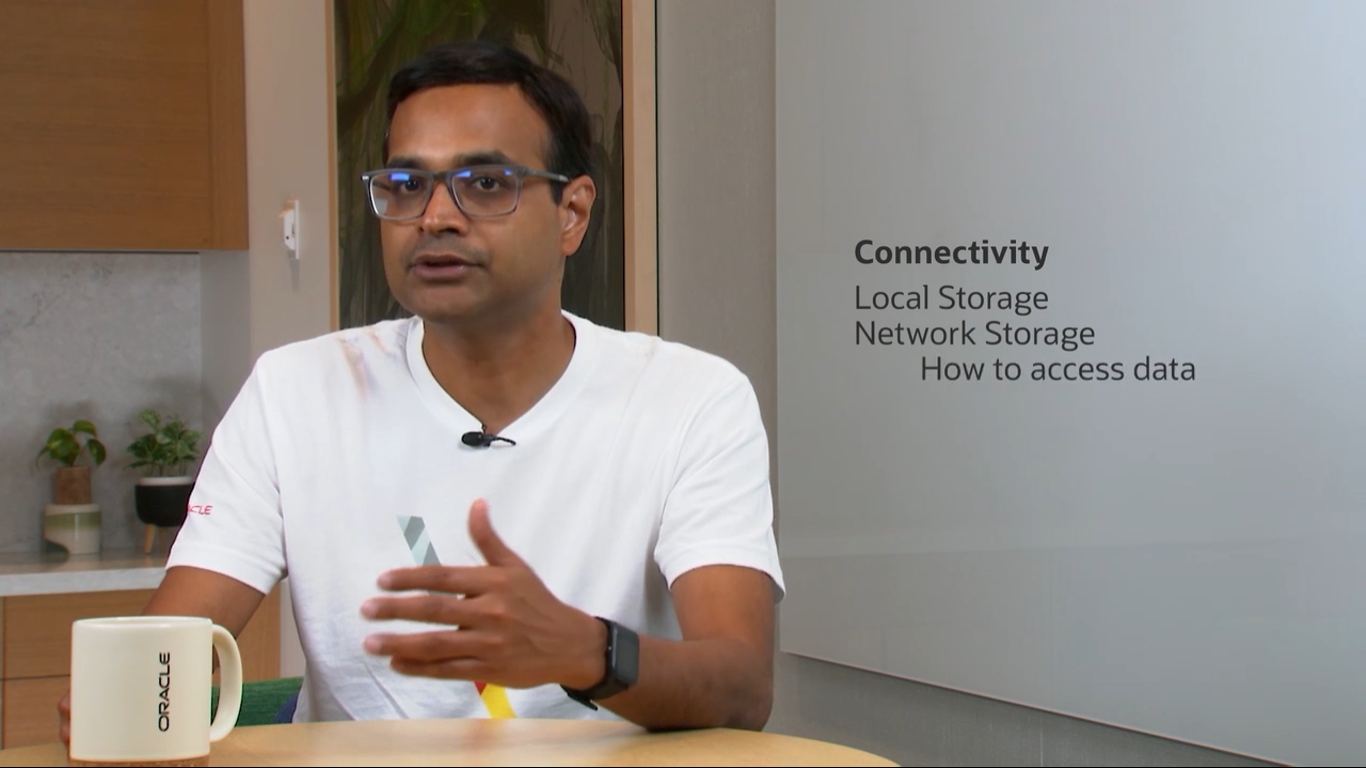 Connectivity
Local Storage
Network Storage
How to access data
ORACLE